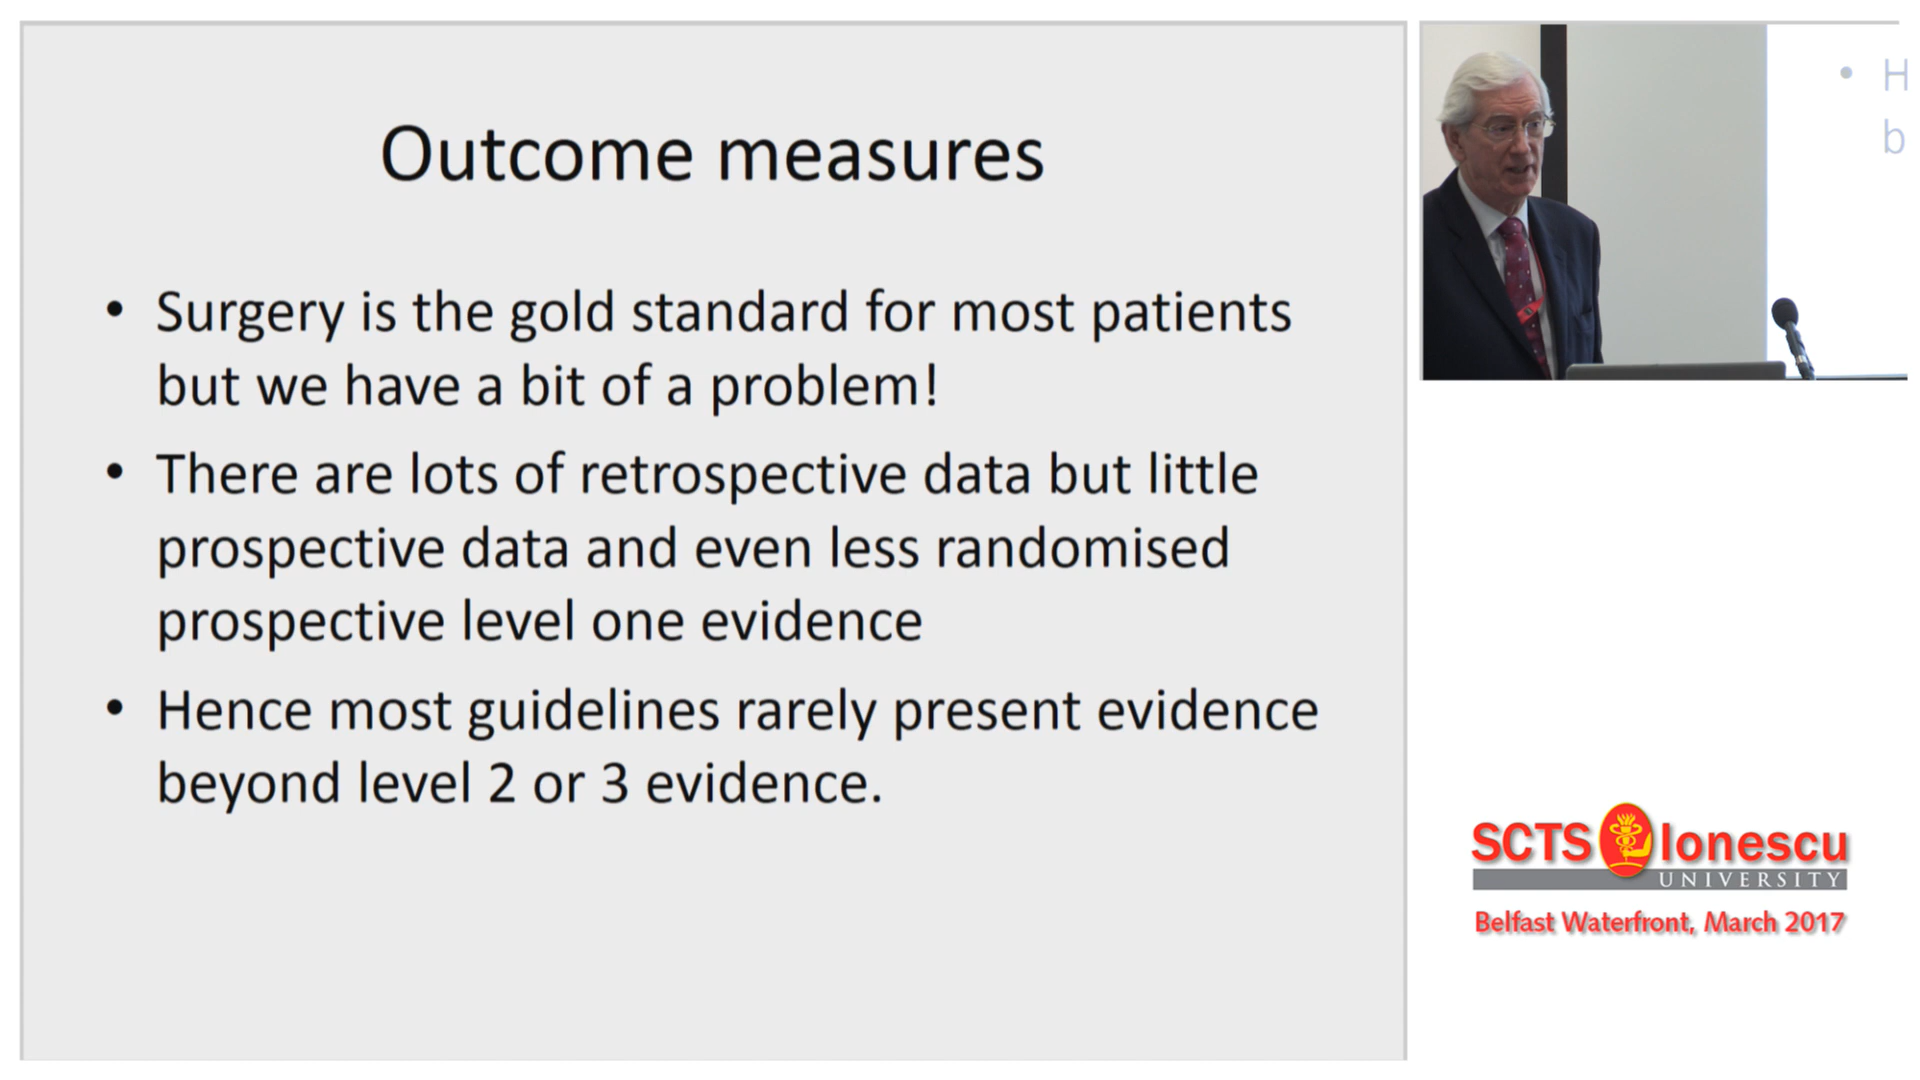 Outcome measures
• Surgery is the gold standard for most patients
but we have a bit of a problem!
• There are lots of retrospective data but little
prospective data and even less randomised
prospective level one evidence
• Hence most guidelines rarely present evidence
beyond level 2 or 3 evidence.
• H
b
SCTS Ionescu
UNIVERSITY
Belfast Waterfront, March 2017